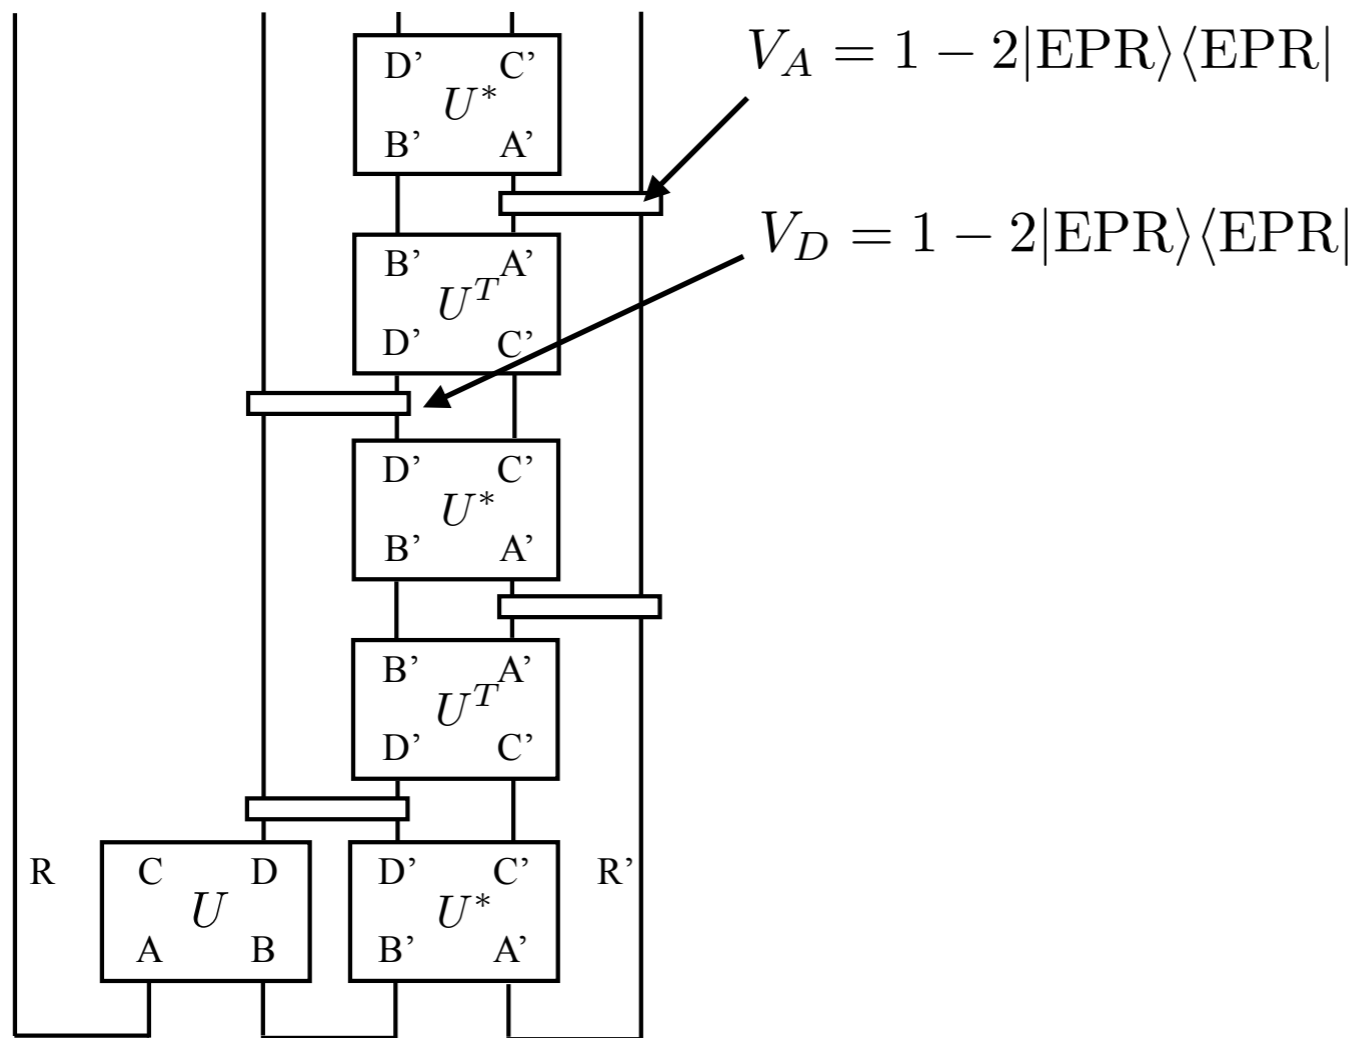 D’ C’
U*
B’ A’
V_A = 1 − 2|EPR⟩⟨EPR|
V_D = 1 − 2|EPR⟩⟨EPR|
B’ A’
U^T
D’ C’
D’ C’
U*
B’ A’
B’ A’
U^T
D’ C’
R C D D’ C’ R’
U U*
A B B’ A’